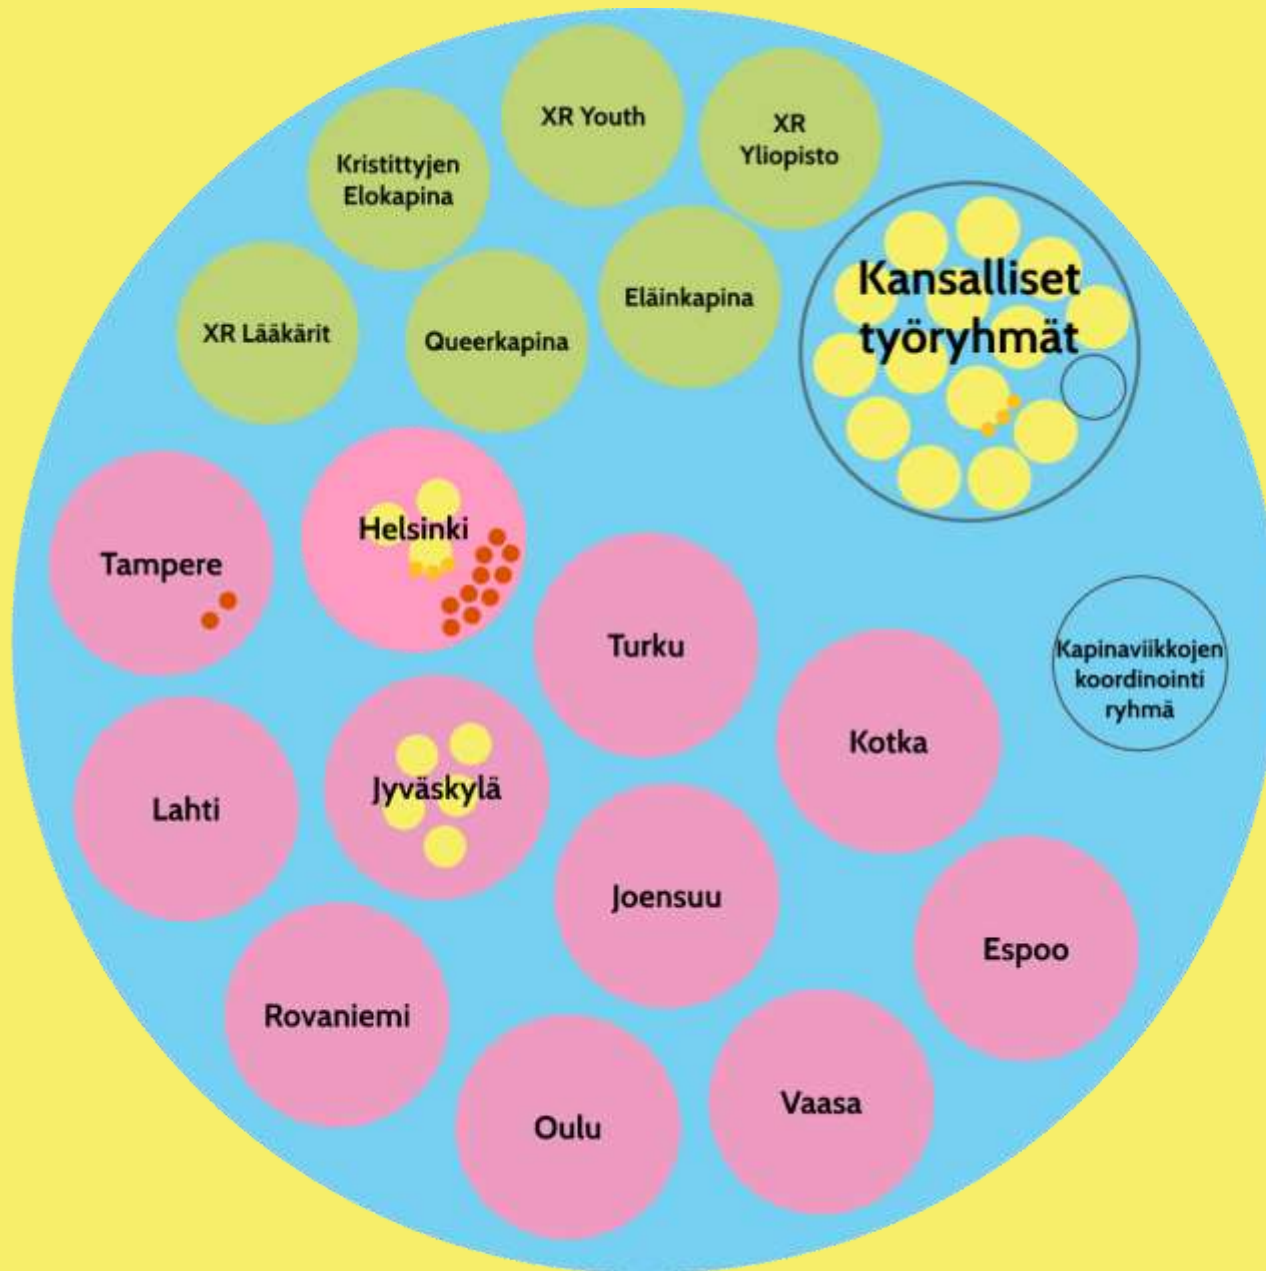 XR Youth
XR
Yliopisto
Kristittyjen
Elokapina
Eläinkapina
XR Lääkärit
Queerkapina
Kansalliset
työryhmät
Helsinki
Tampere
Turku
Kapinaviikkojen
koordinointi
ryhmä
Kotka
Jyväskylä
Lahti
Joensuu
Espoo
Rovaniemi
Vaasa
Oulu